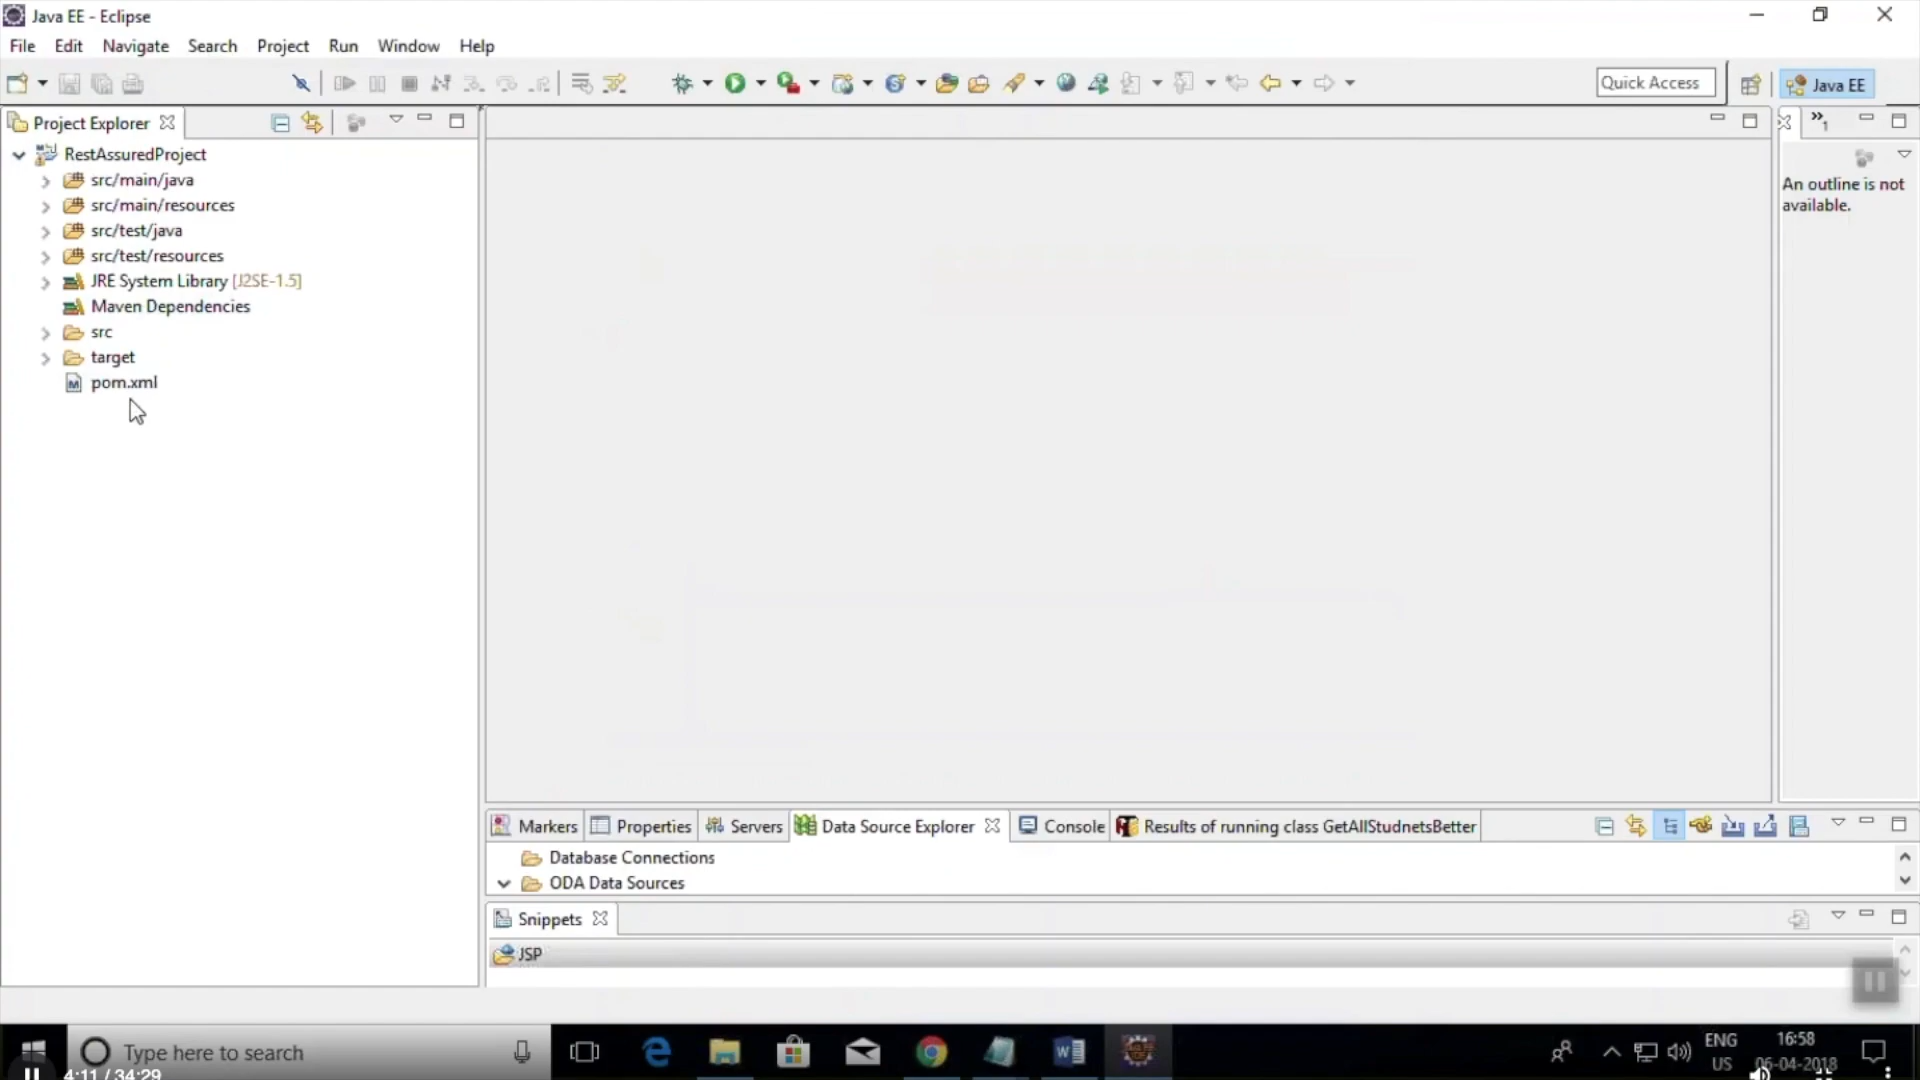 Java EE - Eclipse
File Edit Navigate Search Project Run Window Help
Quick Access
Java EE
Project Explorer
RestAssuredProject
src/main/java
src/main/resources
src/test/java
src/test/resources
JRE System Library [J2SE-1.5]
Maven Dependencies
src
target
pom.xml
An outline is not
available.
Markers Properties Servers Data Source Explorer Console Results of running class GetAllStudnetsBetter
Database Connections
ODA Data Sources
Snippets
JSP
Type here to search
ENG
US
16:58
06-04-2018
4:11 / 34:29